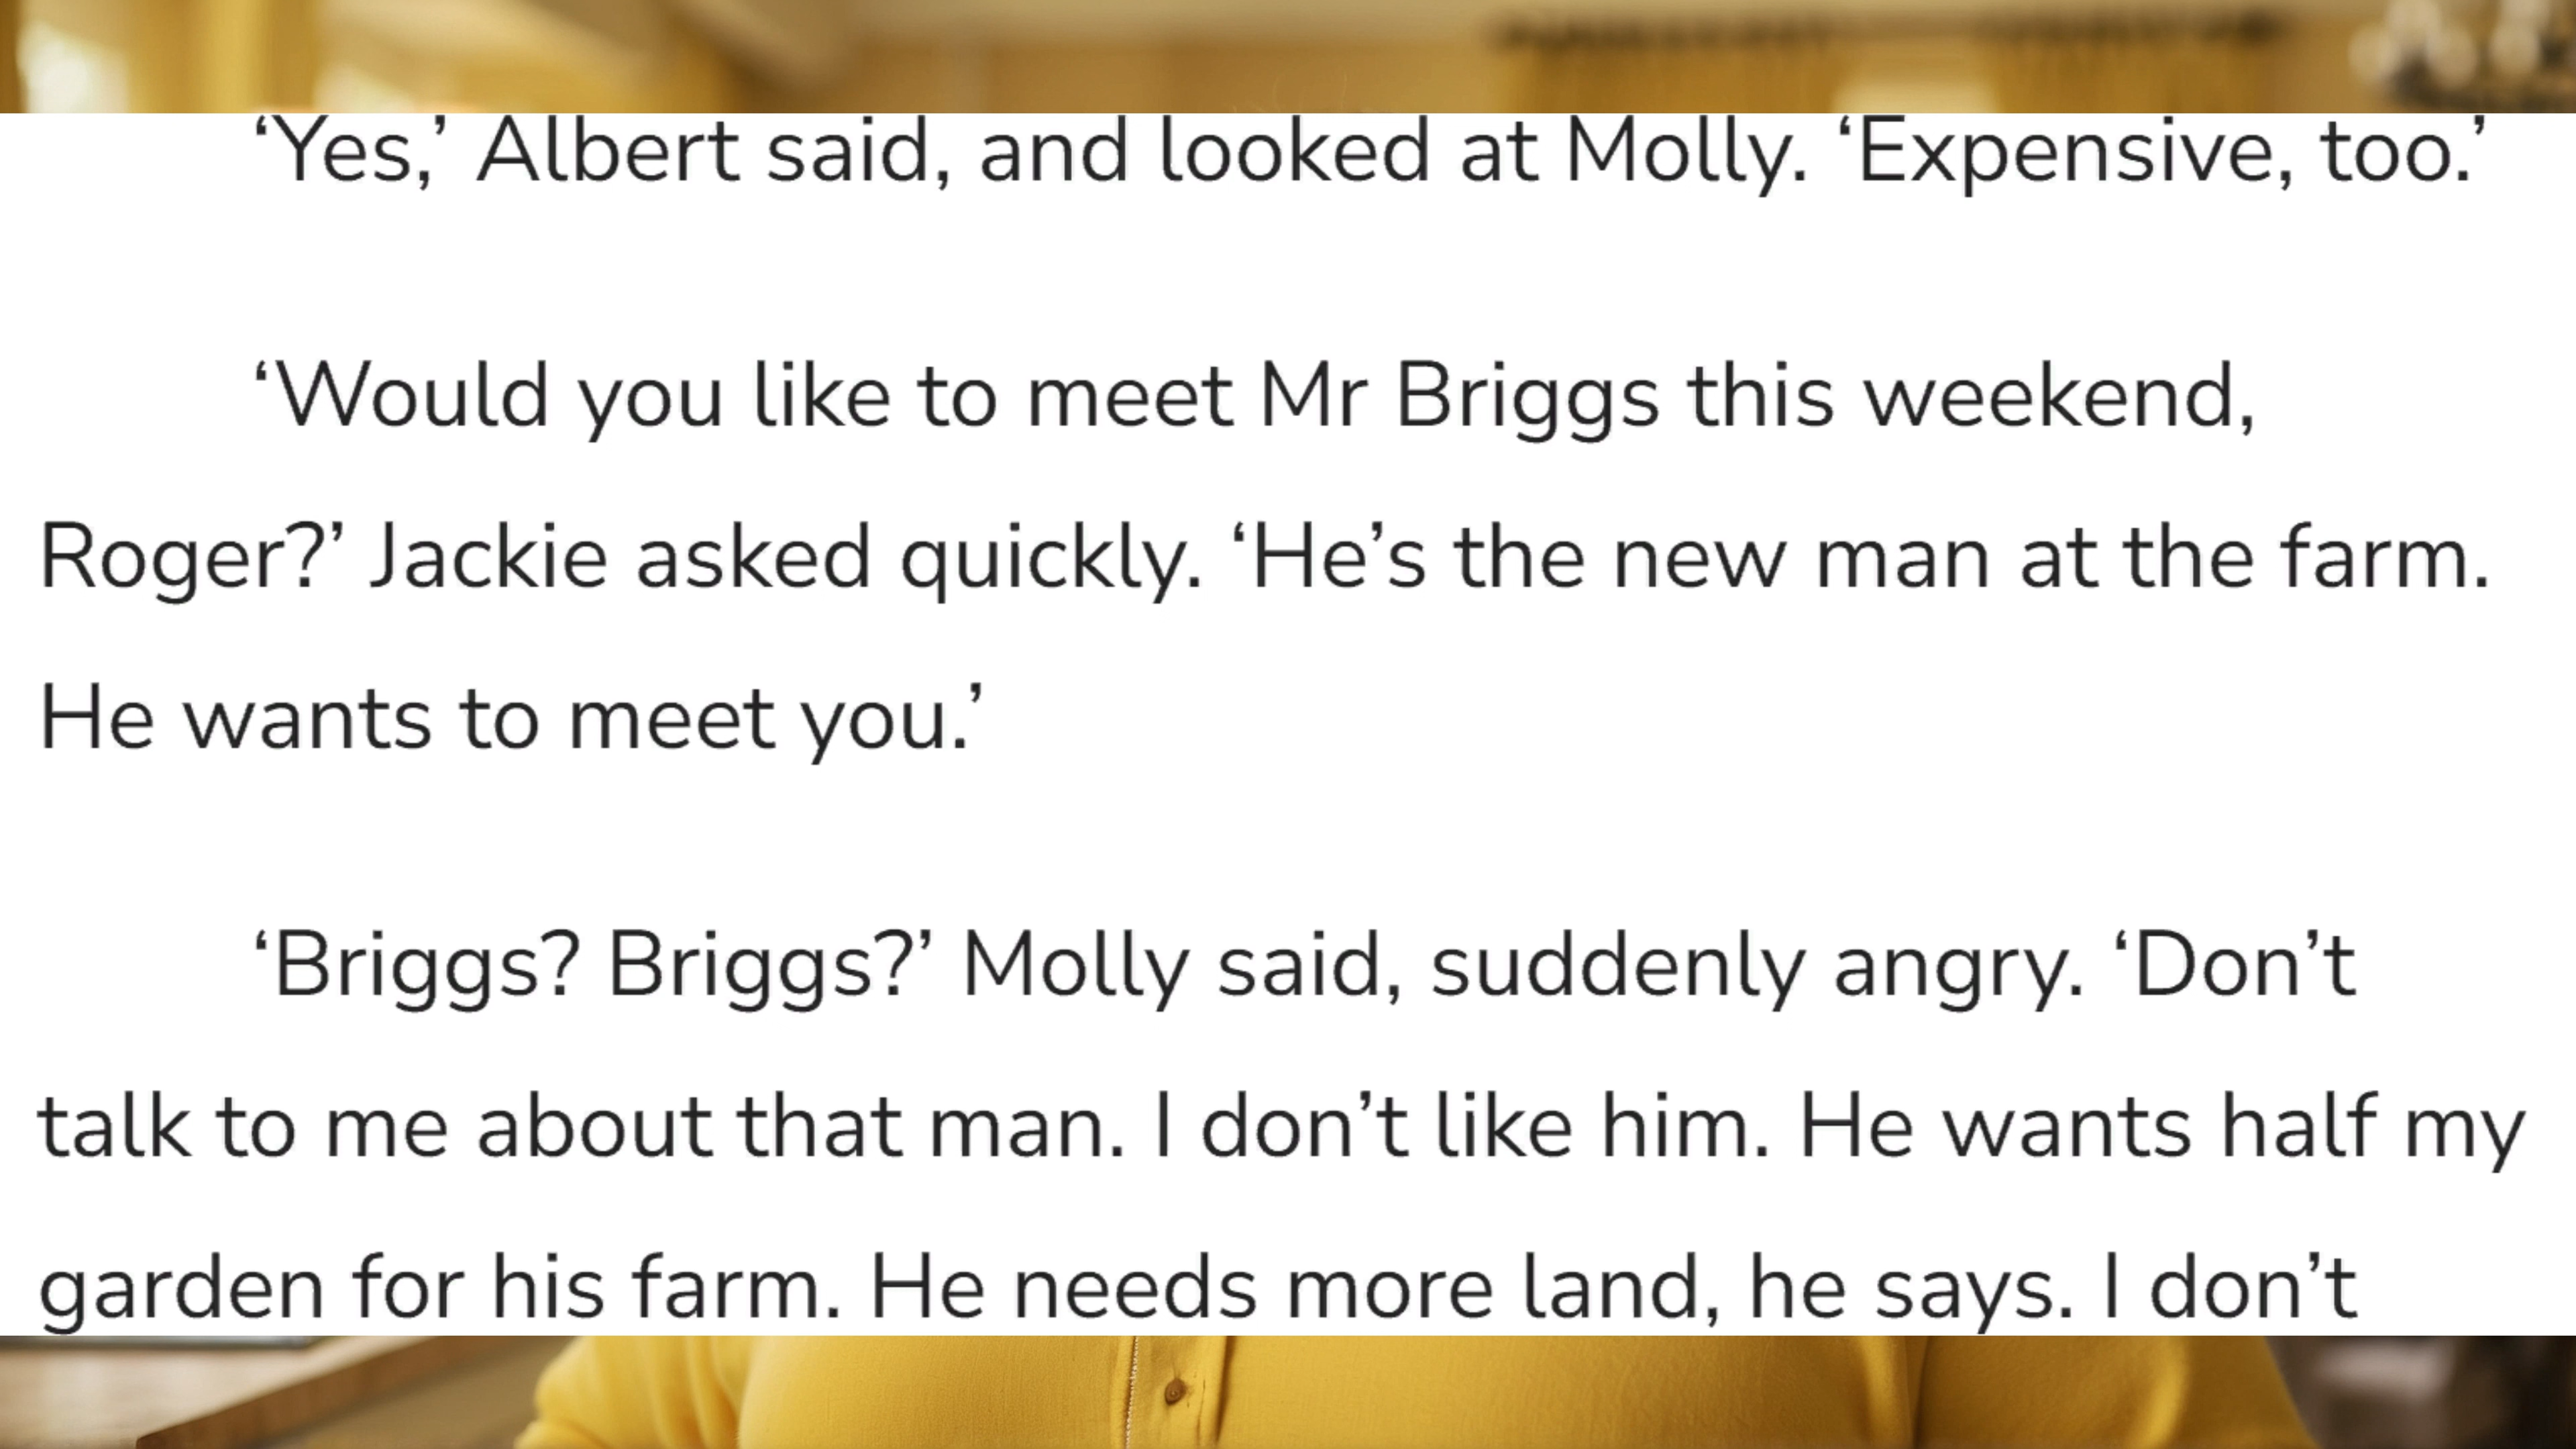 ‘Yes,’ Albert said, and looked at Molly. ‘Expensive, too.’
‘Would you like to meet Mr Briggs this weekend,
Roger?’ Jackie asked quickly. ‘He’s the new man at the farm.
He wants to meet you.’
‘Briggs? Briggs?’ Molly said, suddenly angry. ‘Don’t
talk to me about that man. I don’t like him. He wants half my
garden for his farm. He needs more land, he says. I don’t